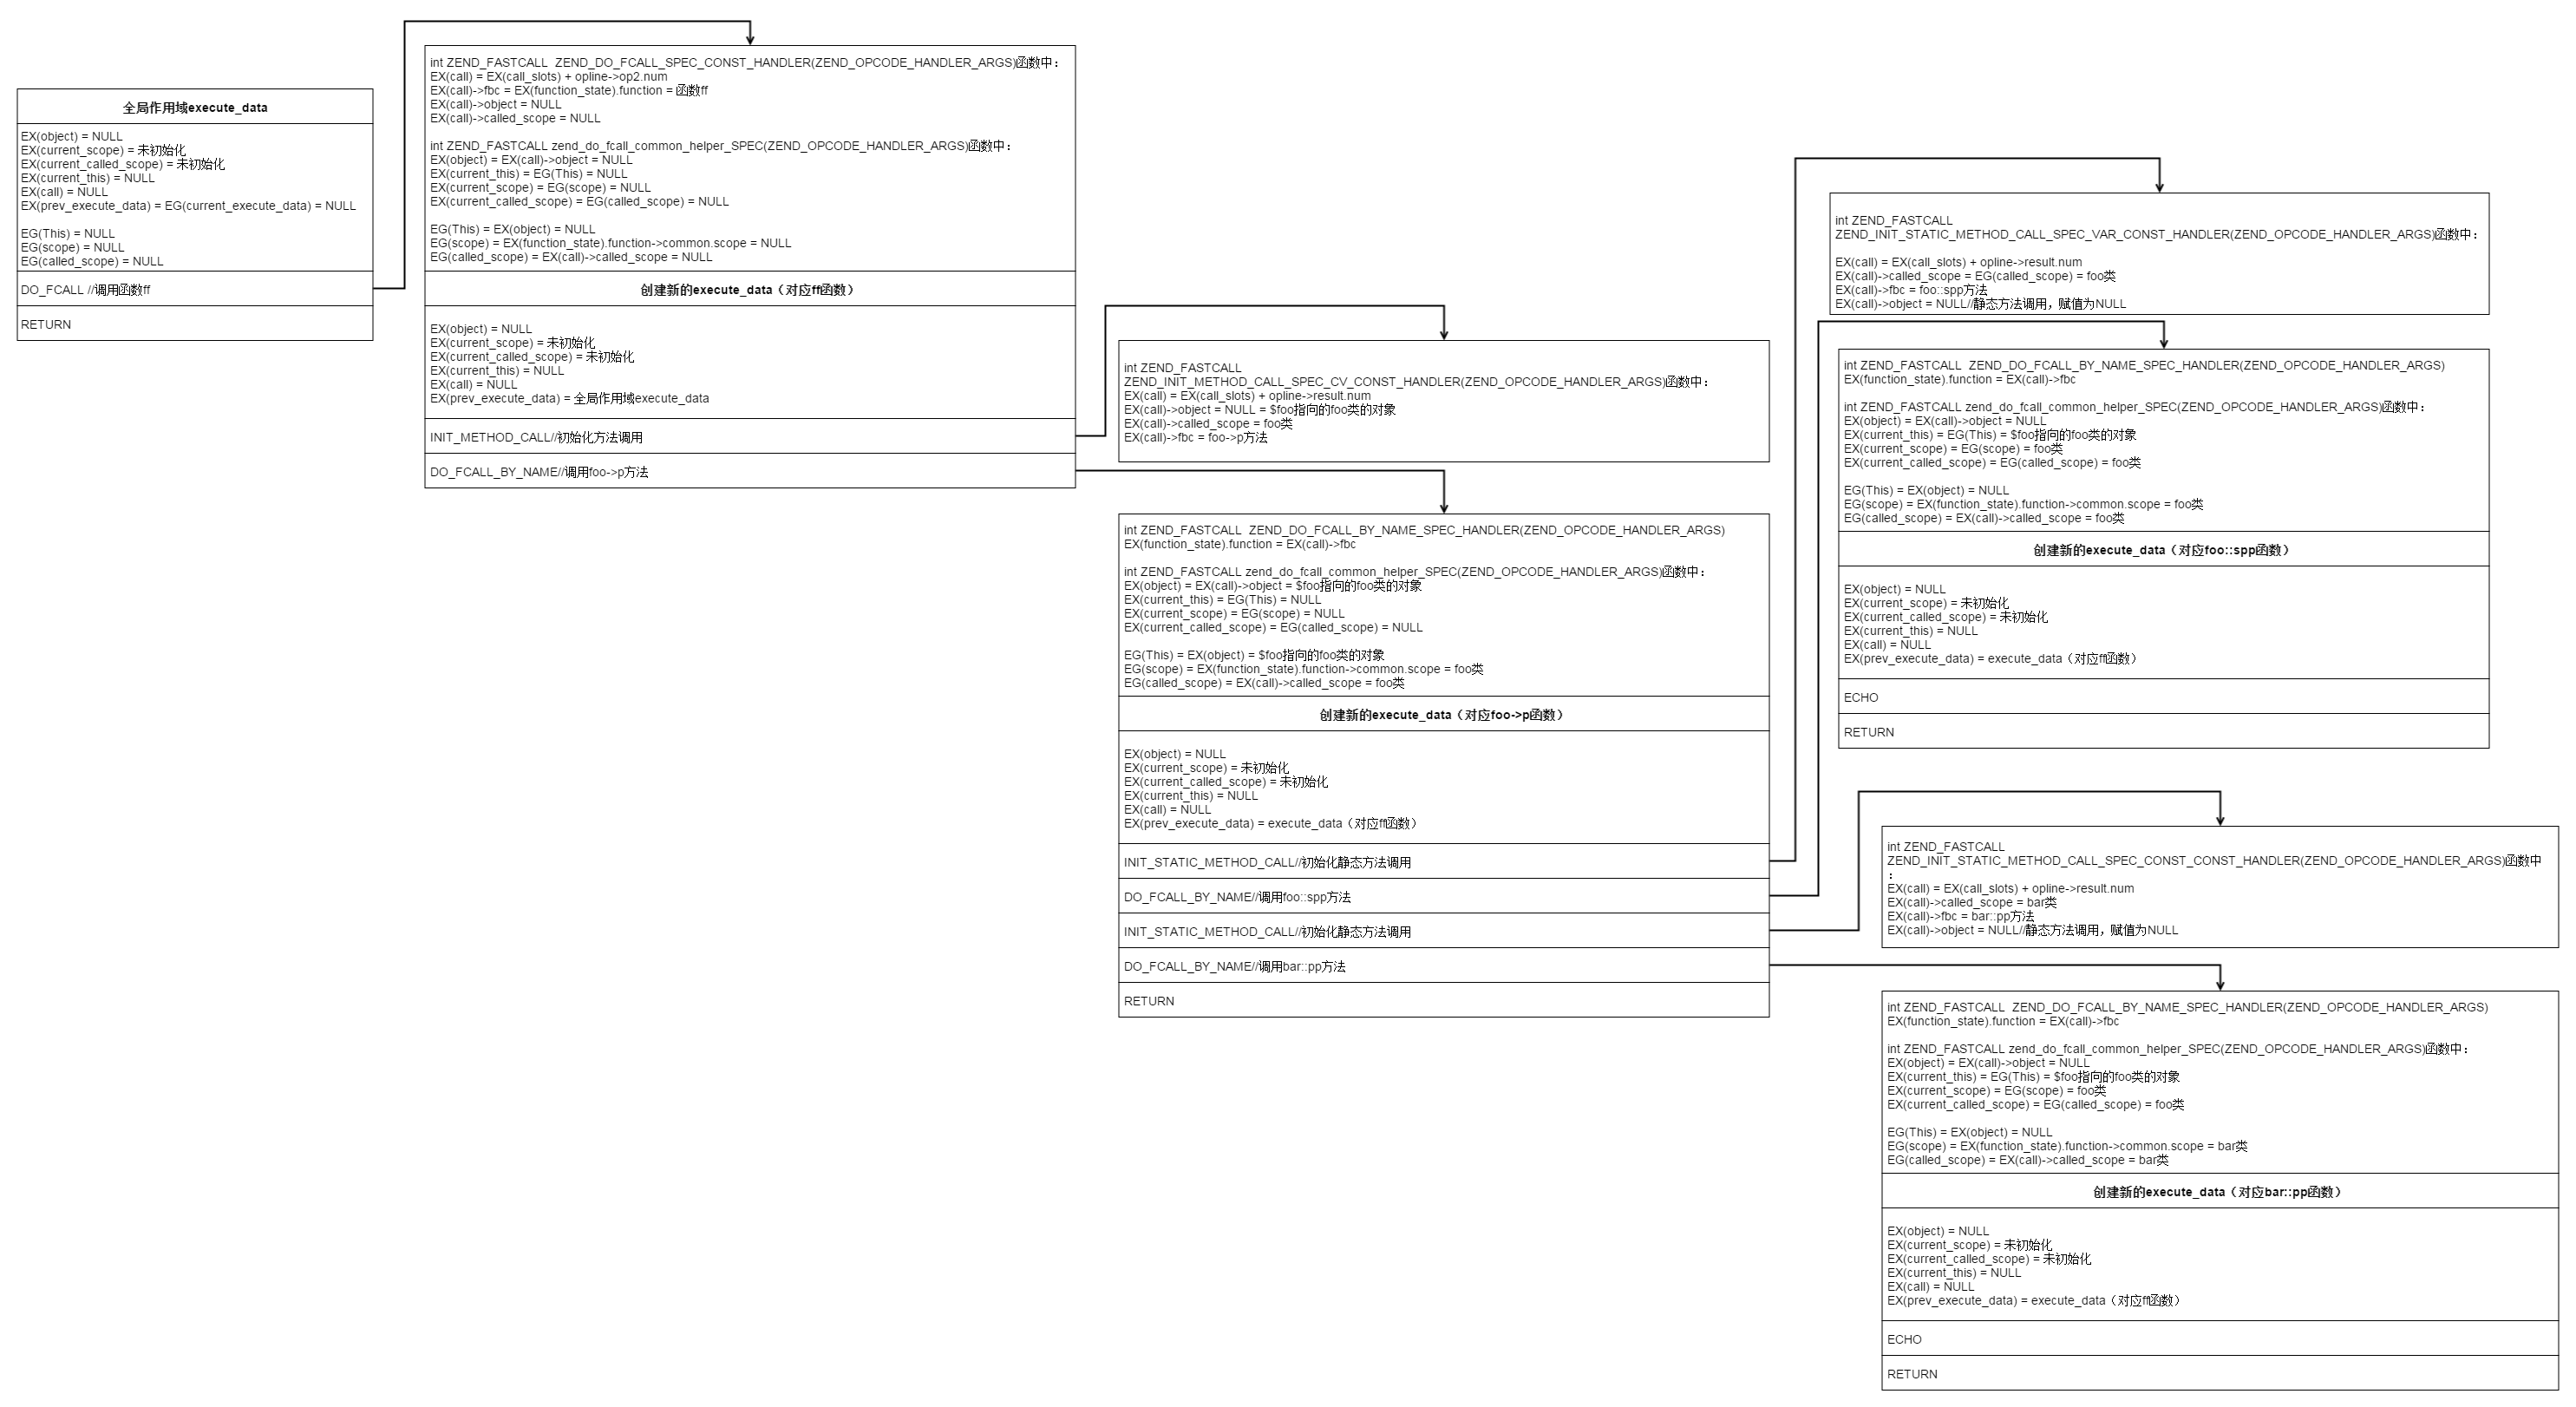 全局作用域execute_data
EX(object) = NULL
EX(current_scope) = 未初始化
EX(current_called_scope) = 未初始化
EX(current_this) = NULL
EX(call) = NULL
EX(prev_execute_data) = EG(current_execute_data) = NULL
EG(This) = NULL
EG(scope) = NULL
EG(called_scope) = NULL
DO_FCALL //调用函数ff
RETURN
int ZEND_FASTCALL  ZEND_DO_FCALL_SPEC_CONST_HANDLER(ZEND_OPCODE_HANDLER_ARGS)函数中：
EX(call) = EX(call_slots) + opline->op2.num
EX(call)->fbc = EX(function_state).function = 函数ff
EX(call)->object = NULL
EX(call)->called_scope = NULL
int ZEND_FASTCALL zend_do_fcall_common_helper_SPEC(ZEND_OPCODE_HANDLER_ARGS)函数中：
EX(object) = EX(call)->object = NULL
EX(current_this) = EG(This) = NULL
EX(current_scope) = EG(scope) = NULL
EX(current_called_scope) = EG(called_scope) = NULL
EG(This) = EX(object) = NULL
EG(scope) = EX(function_state).function->common.scope = NULL
EG(called_scope) = EX(call)->called_scope = NULL
创建新的execute_data（对应ff函数）
EX(object) = NULL
EX(current_scope) = 未初始化
EX(current_called_scope) = 未初始化
EX(current_this) = NULL
EX(call) = NULL
EX(prev_execute_data) = 全局作用域execute_data
INIT_METHOD_CALL//初始化方法调用
DO_FCALL_BY_NAME//调用foo->p方法
int ZEND_FASTCALL
ZEND_INIT_METHOD_CALL_SPEC_CV_CONST_HANDLER(ZEND_OPCODE_HANDLER_ARGS)函数中：
EX(call) = EX(call_slots) + opline->result.num
EX(call)->object = NULL = $foo指向的foo类的对象
EX(call)->called_scope = foo类
EX(call)->fbc = foo->p方法
int ZEND_FASTCALL  ZEND_DO_FCALL_BY_NAME_SPEC_HANDLER(ZEND_OPCODE_HANDLER_ARGS)
EX(function_state).function = EX(call)->fbc
int ZEND_FASTCALL zend_do_fcall_common_helper_SPEC(ZEND_OPCODE_HANDLER_ARGS)函数中：
EX(object) = EX(call)->object = $foo指向的foo类的对象
EX(current_this) = EG(This) = NULL
EX(current_scope) = EG(scope) = NULL
EX(current_called_scope) = EG(called_scope) = NULL
EG(This) = EX(object) = $foo指向的foo类的对象
EG(scope) = EX(function_state).function->common.scope = foo类
EG(called_scope) = EX(call)->called_scope = foo类
创建新的execute_data（对应foo->p函数）
EX(object) = NULL
EX(current_scope) = 未初始化
EX(current_called_scope) = 未初始化
EX(current_this) = NULL
EX(call) = NULL
EX(prev_execute_data) = execute_data（对应ff函数）
INIT_STATIC_METHOD_CALL//初始化静态方法调用
DO_FCALL_BY_NAME//调用foo::spp方法
INIT_STATIC_METHOD_CALL//初始化静态方法调用
DO_FCALL_BY_NAME//调用bar::pp方法
RETURN
int ZEND_FASTCALL
ZEND_INIT_STATIC_METHOD_CALL_SPEC_VAR_CONST_HANDLER(ZEND_OPCODE_HANDLER_ARGS)函数中：
EX(call) = EX(call_slots) + opline->result.num
EX(call)->called_scope = EG(called_scope) = foo类
EX(call)->fbc = foo::spp方法
EX(call)->object = NULL//静态方法调用，赋值为NULL
int ZEND_FASTCALL  ZEND_DO_FCALL_BY_NAME_SPEC_HANDLER(ZEND_OPCODE_HANDLER_ARGS)
EX(function_state).function = EX(call)->fbc
int ZEND_FASTCALL zend_do_fcall_common_helper_SPEC(ZEND_OPCODE_HANDLER_ARGS)函数中：
EX(object) = EX(call)->object = NULL
EX(current_this) = EG(This) = $foo指向的foo类的对象
EX(current_scope) = EG(scope) = foo类
EX(current_called_scope) = EG(called_scope) = foo类
EG(This) = EX(object) = NULL
EG(scope) = EX(function_state).function->common.scope = foo类
EG(called_scope) = EX(call)->called_scope = foo类
创建新的execute_data（对应foo::spp函数）
EX(object) = NULL
EX(current_scope) = 未初始化
EX(current_called_scope) = 未初始化
EX(current_this) = NULL
EX(call) = NULL
EX(prev_execute_data) = execute_data（对应ff函数）
ECHO
RETURN
int ZEND_FASTCALL
ZEND_INIT_STATIC_METHOD_CALL_SPEC_CONST_CONST_HANDLER(ZEND_OPCODE_HANDLER_ARGS)函数中
：
EX(call) = EX(call_slots) + opline->result.num
EX(call)->called_scope = bar类
EX(call)->fbc = bar::pp方法
EX(call)->object = NULL//静态方法调用，赋值为NULL
int ZEND_FASTCALL  ZEND_DO_FCALL_BY_NAME_SPEC_HANDLER(ZEND_OPCODE_HANDLER_ARGS)
EX(function_state).function = EX(call)->fbc
int ZEND_FASTCALL zend_do_fcall_common_helper_SPEC(ZEND_OPCODE_HANDLER_ARGS)函数中：
EX(object) = EX(call)->object = NULL
EX(current_this) = EG(This) = $foo指向的foo类的对象
EX(current_scope) = EG(scope) = foo类
EX(current_called_scope) = EG(called_scope) = foo类
EG(This) = EX(object) = NULL
EG(scope) = EX(function_state).function->common.scope = bar类
EG(called_scope) = EX(call)->called_scope = bar类
创建新的execute_data（对应bar::pp函数）
EX(object) = NULL
EX(current_scope) = 未初始化
EX(current_called_scope) = 未初始化
EX(current_this) = NULL
EX(call) = NULL
EX(prev_execute_data) = execute_data（对应ff函数）
ECHO
RETURN